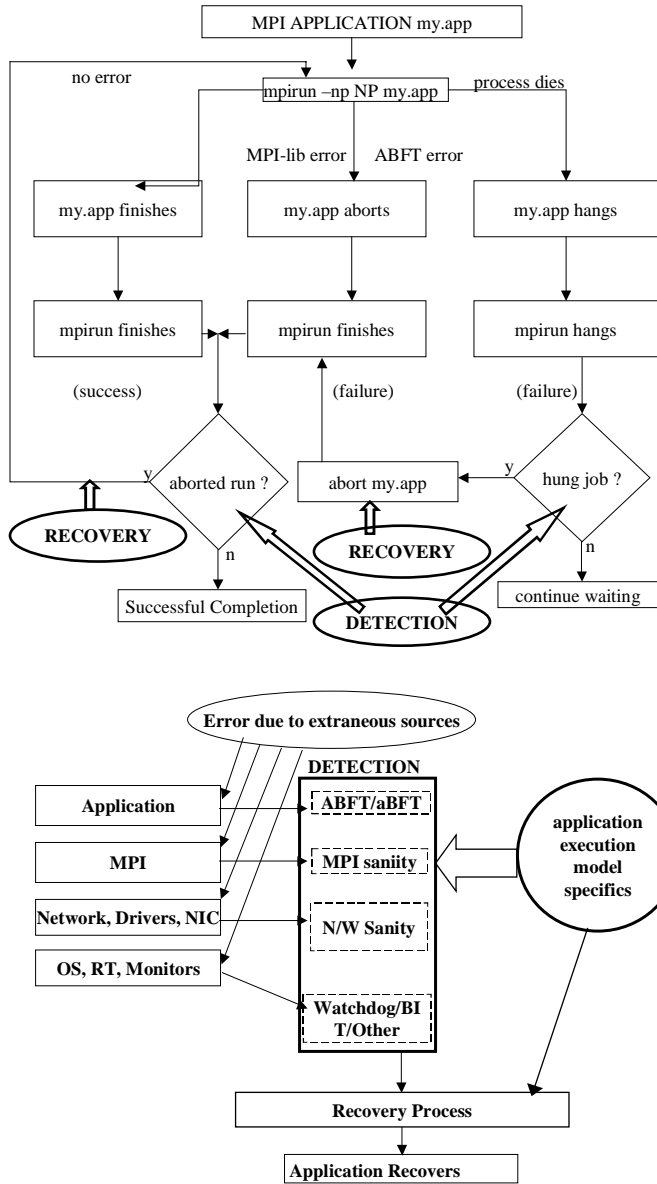 MPI APPLICATION my.app
no error
mpirun –np NP my.app
process dies
MPI-lib error
ABFT error
my.app finishes
my.app aborts
my.app hangs
mpirun finishes
mpirun finishes
mpirun hangs
(success)
(failure)
(failure)
y
aborted run ?
abort my.app
y
hung job ?
RECOVERY
RECOVERY
n
n
Successful Completion
DETECTION
continue waiting
Error due to extraneous sources
DETECTION
Application
ABFT/aBFT
MPI
MPI saniity
Network, Drivers, NIC
N/W Sanity
OS, RT, Monitors
Watchdog/BI
T/Other
application
execution
model
specifics
Recovery Process
Application Recovers